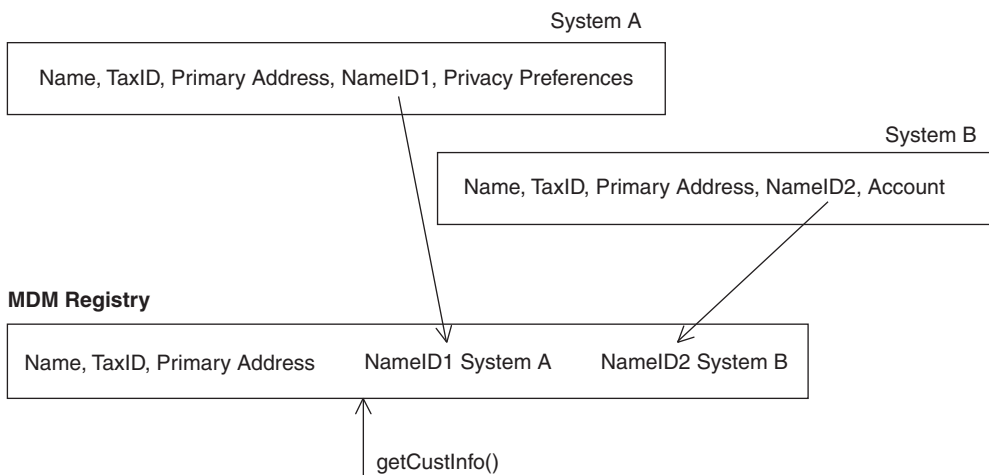 System A
Name, TaxID, Primary Address, NameID1, Privacy Preferences
System B
Name, TaxID, Primary Address, NameID2, Account
MDM Registry
Name, TaxID, Primary Address NameID1 System A NameID2 System B
getCustInfo()